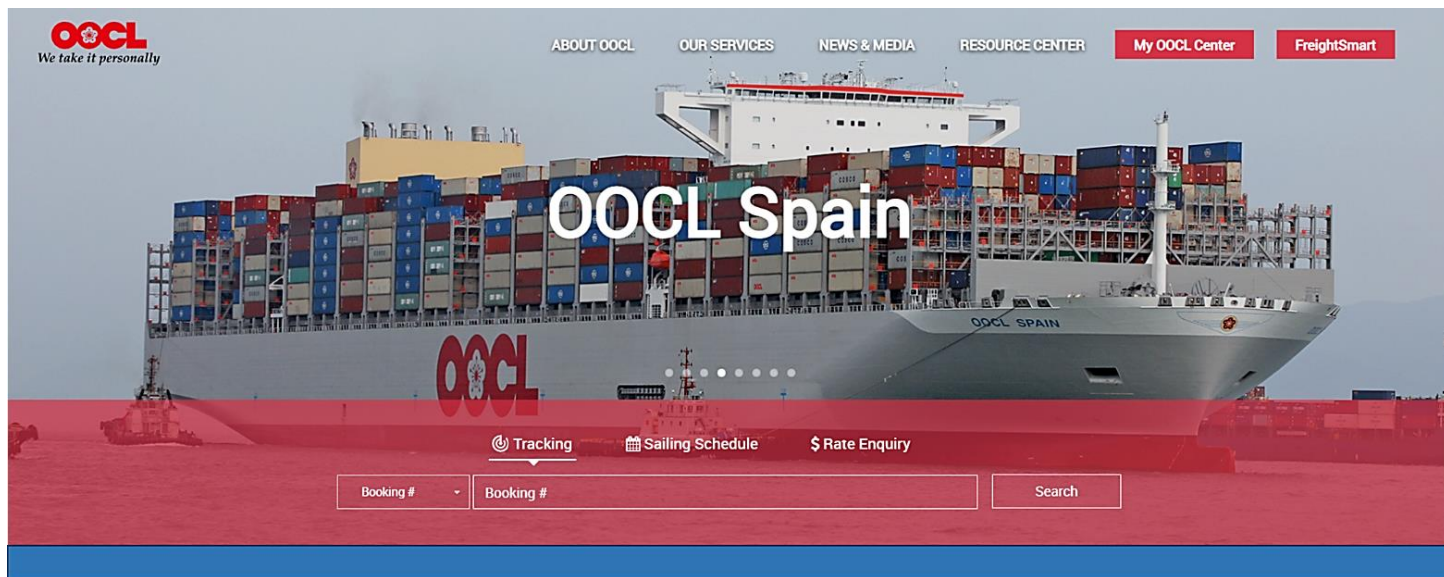 OOCL
We take it personally
ABOUT OOCL
OUR SERVICES
NEWS & MEDIA
RESOURCE CENTER
My OOCL Center
FreightSmart
OOCL Spain
OOCL SPAIN
OOCL
Tracking
Sailing Schedule
$ Rate Enquiry
Booking #
Booking #
Search